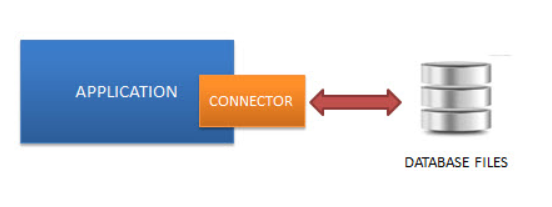 APPLICATION
CONNECTOR
DATABASE FILES